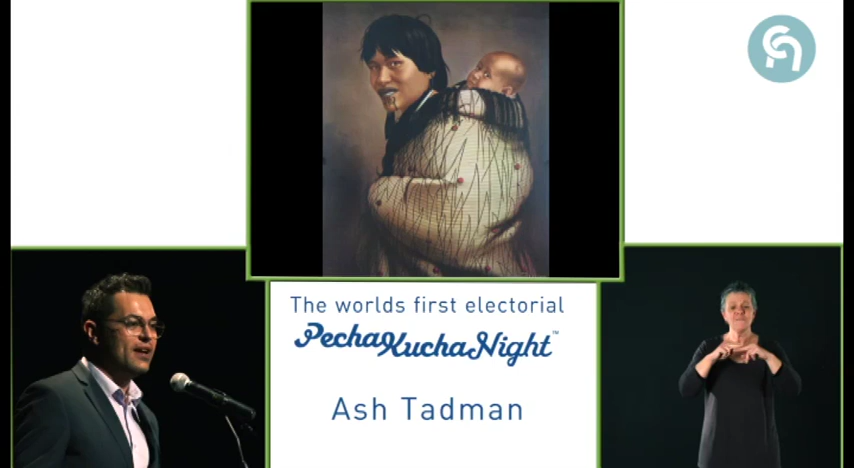 The worlds first electorial
PechaKuchaNight™
Ash Tadman